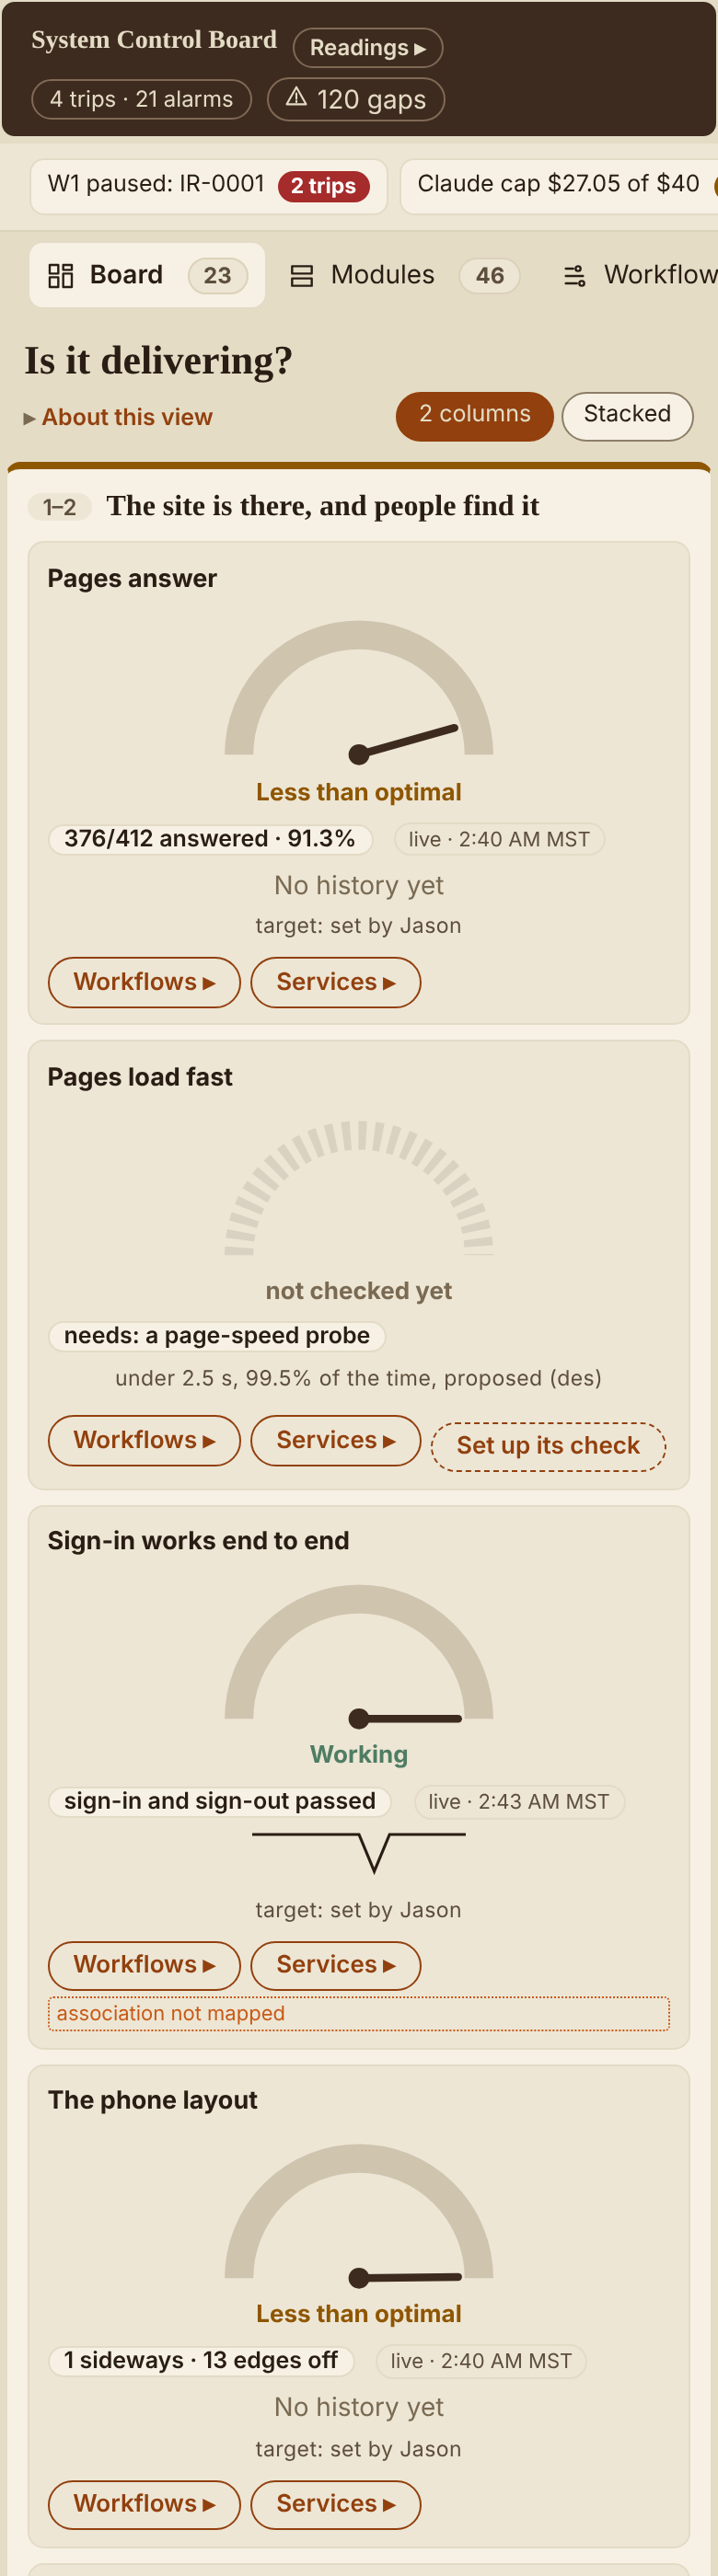 System Control Board
Readings ▸
4 trips · 21 alarms
⚠ 120 gaps
W1 paused: IR-0001 2 trips
Claude cap $27.05 of $40
Board 23
Modules 46
Workflow
Is it delivering?
▸ About this view
2 columns
Stacked
1–2 The site is there, and people find it
Pages answer
Less than optimal
376/412 answered · 91.3%
live · 2:40 AM MST
No history yet
target: set by Jason
Workflows ▸
Services ▸
Pages load fast
not checked yet
needs: a page-speed probe
under 2.5 s, 99.5% of the time, proposed (des)
Workflows ▸
Services ▸
Set up its check
Sign-in works end to end
Working
sign-in and sign-out passed
live · 2:43 AM MST
target: set by Jason
Workflows ▸
Services ▸
association not mapped
The phone layout
Less than optimal
1 sideways · 13 edges off
live · 2:40 AM MST
No history yet
target: set by Jason
Workflows ▸
Services ▸